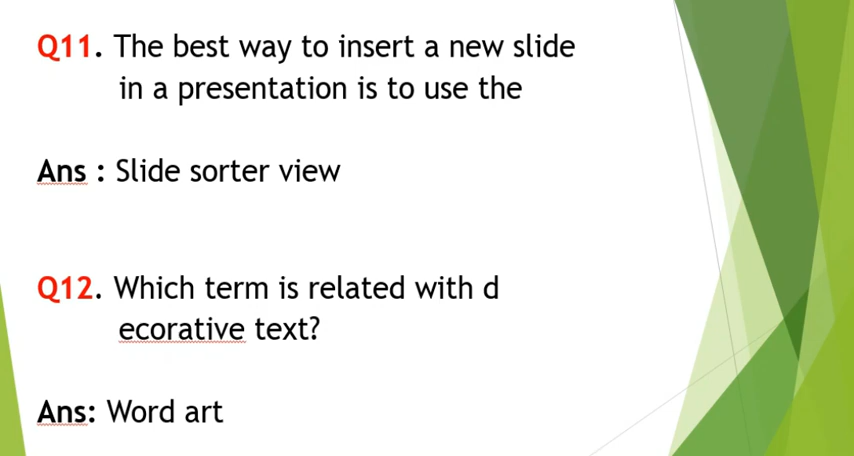 Q11. The best way to insert a new slide
in a presentation is to use the
Ans : Slide sorter view
Q12. Which term is related with d
ecorative text?
Ans: Word art